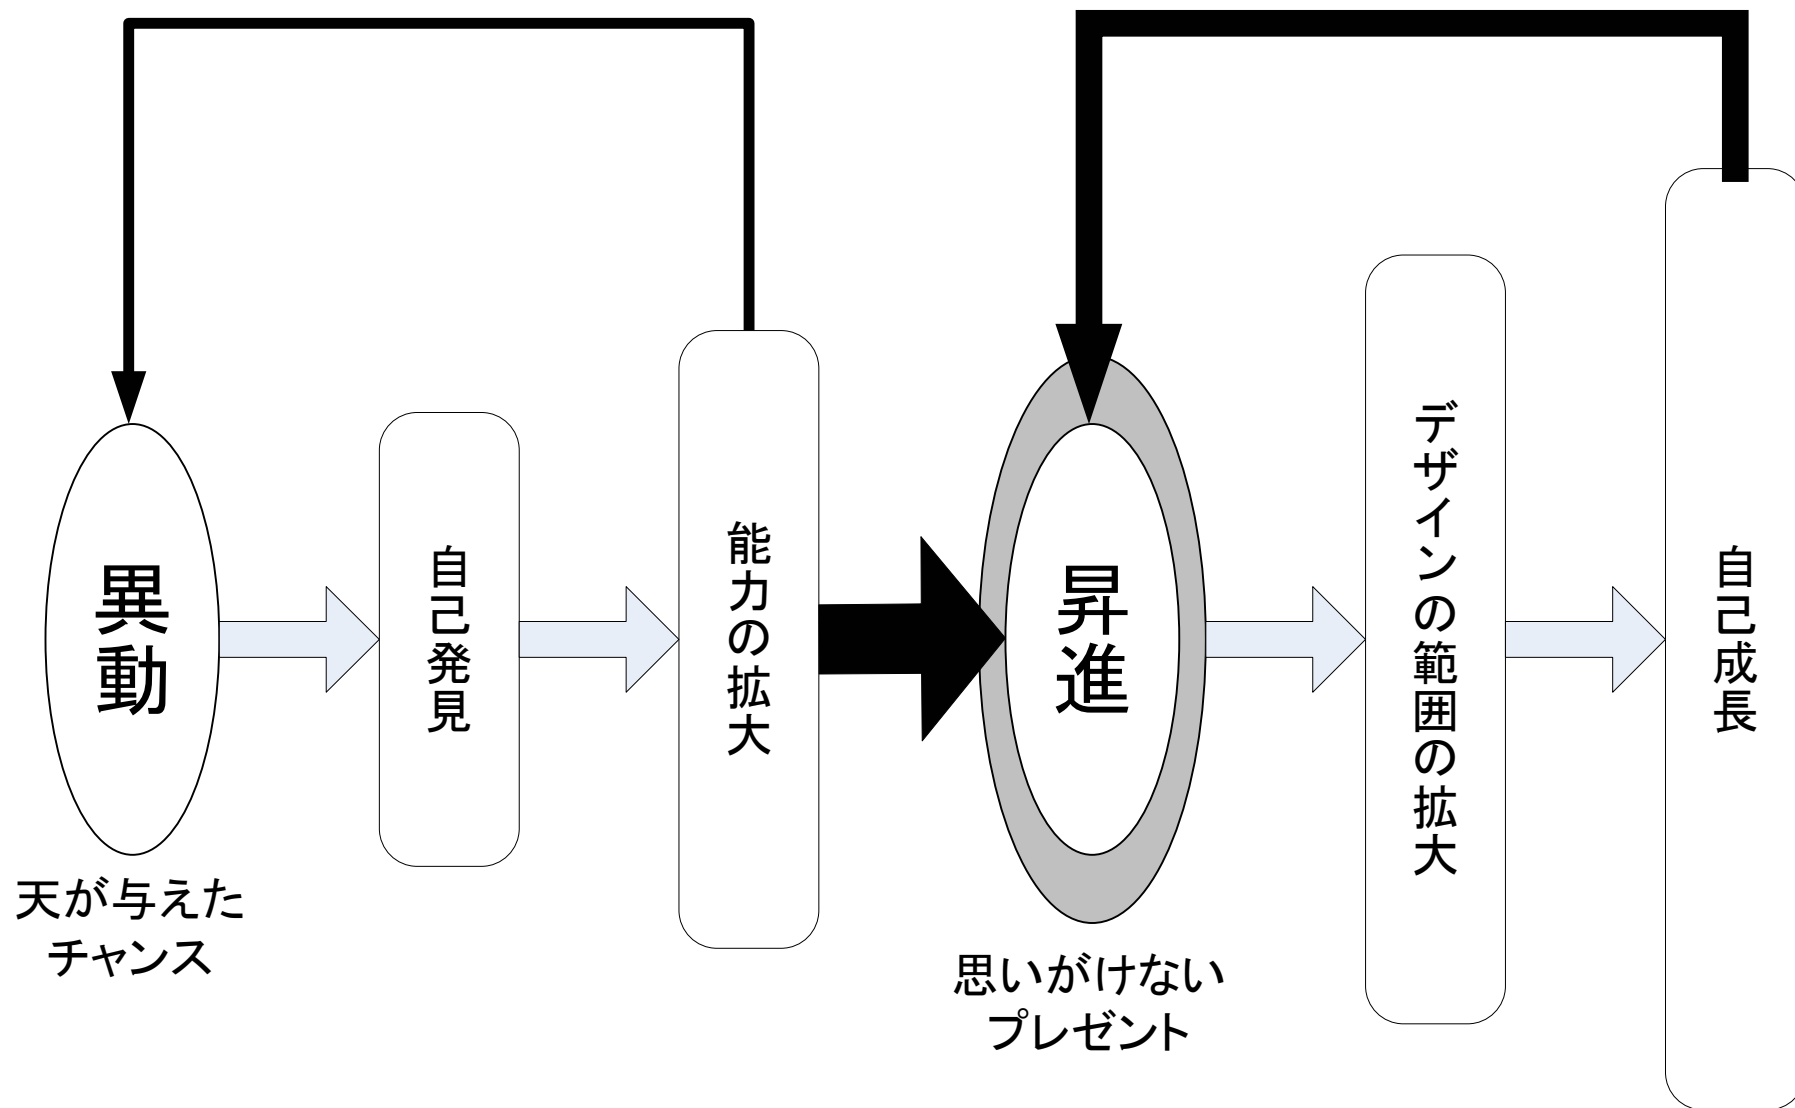 異動
天が与えた
チャンス
自己発見
能力の拡大
昇進
思いがけない
プレゼント
デザインの範囲の拡大
自己成長